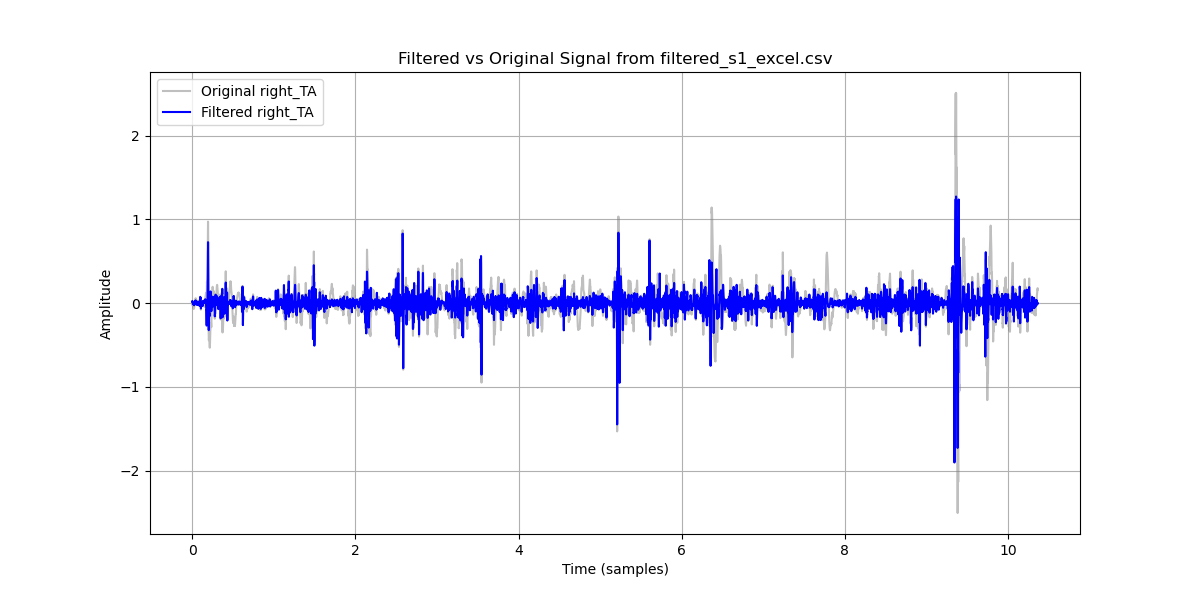 Filtered vs Original Signal from filtered_s1_excel.csv
Original right_TA
Filtered right_TA
Amplitude
2
1
0
−1
−2
0 2 4 6 8 10
Time (samples)